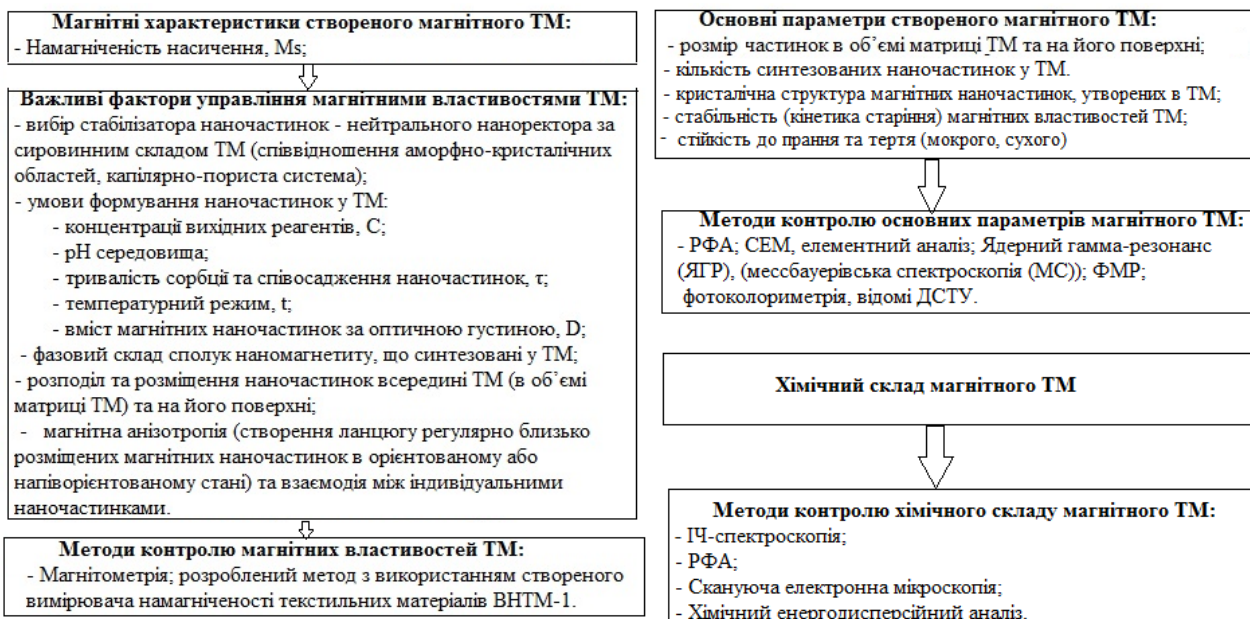 Магнітні характеристики створеного магнітного ТМ:
- Намагніченість насичення, Ms;
Важливі фактори управління магнітними властивостями ТМ:
- вибір стабілізатора наночастинок - нейтрального наноректора за
сировинним складом ТМ (співвідношення аморфно-кристалічних
областей, капілярно-пориста система);
- умови формування наночастинок у ТМ:
- концентрації вихідних реагентів, С;
- рН середовища;
- тривалість сорбції та співосадження наночастинок, τ;
- температурний режим, t;
- вміст магнітних наночастинок за оптичною густиною, D;
- фазовий склад сполук наномагнетиту, що синтезовані у ТМ;
- розподіл та розміщення наночастинок всередині ТМ (в об’ємі
матриці ТМ) та на його поверхні;
- магнітна анізотропія (створення ланцюгу регулярно близько
розміщених магнітних наночастинок в орієнтованому або
напіворієнтованому стані) та взаємодія між індивідуальними
наночастинками.
Методи контролю магнітних властивостей ТМ:
- Магнітометрія; розроблений метод з використанням створеного
вимірювача намагніченості текстильних матеріалів ВНТМ-1.
Основні параметри створеного магнітного ТМ:
- розмір частинок в об’ємі матриці ТМ та на його поверхні;
- кількість синтезованих наночастинок у ТМ.
- кристалічна структура магнітних наночастинок, утворених в ТМ;
- стабільність (кінетика старіння) магнітних властивостей ТМ;
- стійкість до прання та тертя (мокрого, сухого)
Методи контролю основних параметрів магнітного ТМ:
- РФА; СЕМ, елементний аналіз; Ядерний гамма-резонанс
(ЯГР), (мессбауерівська спектроскопія (МС)); ФМР;
фотоколориметрія, відомі ДСТУ.
Хімічний склад магнітного ТМ
Методи контролю хімічного складу магнітного ТМ:
- ІЧ-спектроскопія;
- РФА;
- Скануюча електронна мікроскопія;
- Хімічний енергодисперсійний аналіз.